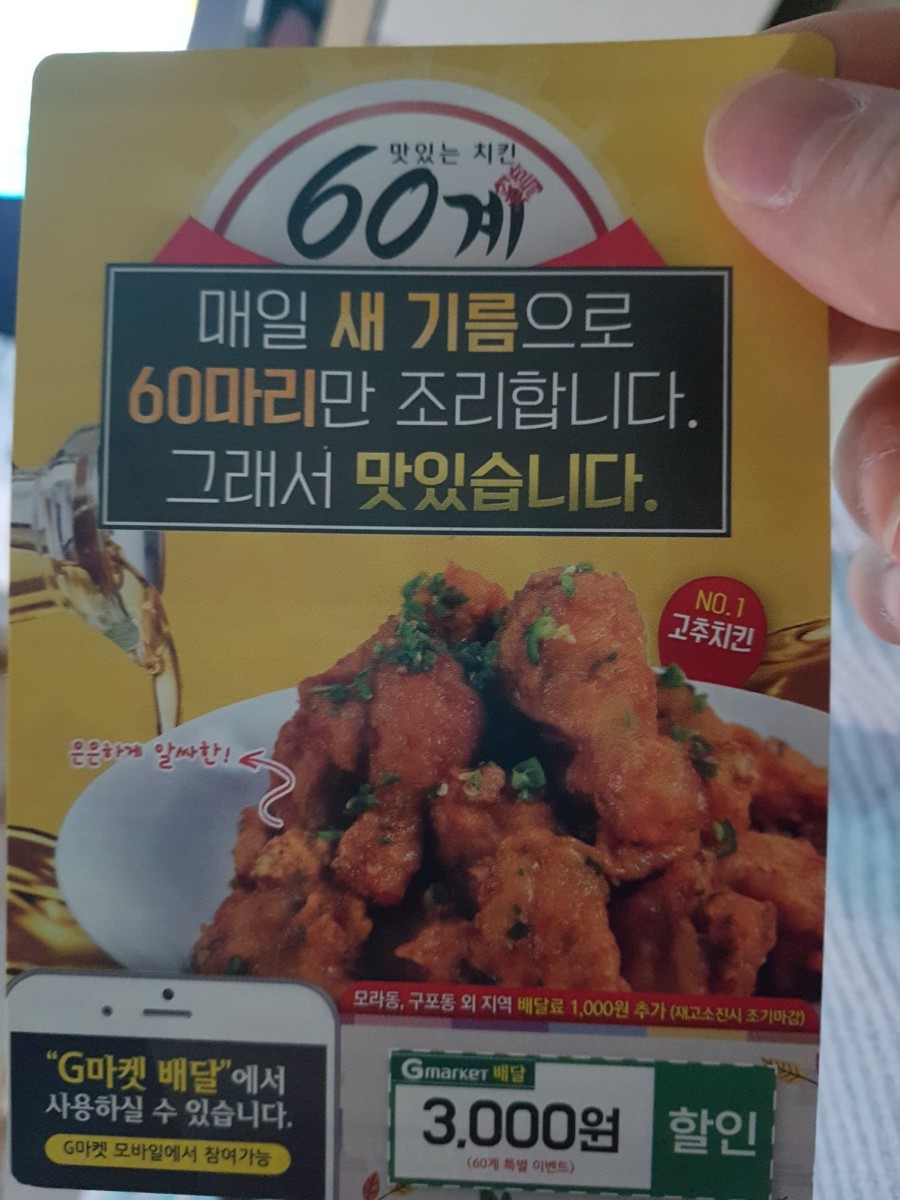 맛있는 치킨
60계
매일 새 기름으로
60마리만 조리합니다.
그래서 맛있습니다.
NO.1
고추치킨
은은하게 알싸한!
모라동, 구포동 외 지역 배달료 1,000원 추가 (재고소진시 조기마감)
“G마켓 배달”에서
사용하실 수 있습니다.
G마켓 모바일에서 참여가능
Gmarket 배달
3,000원 할인
(60계 특별 이벤트)